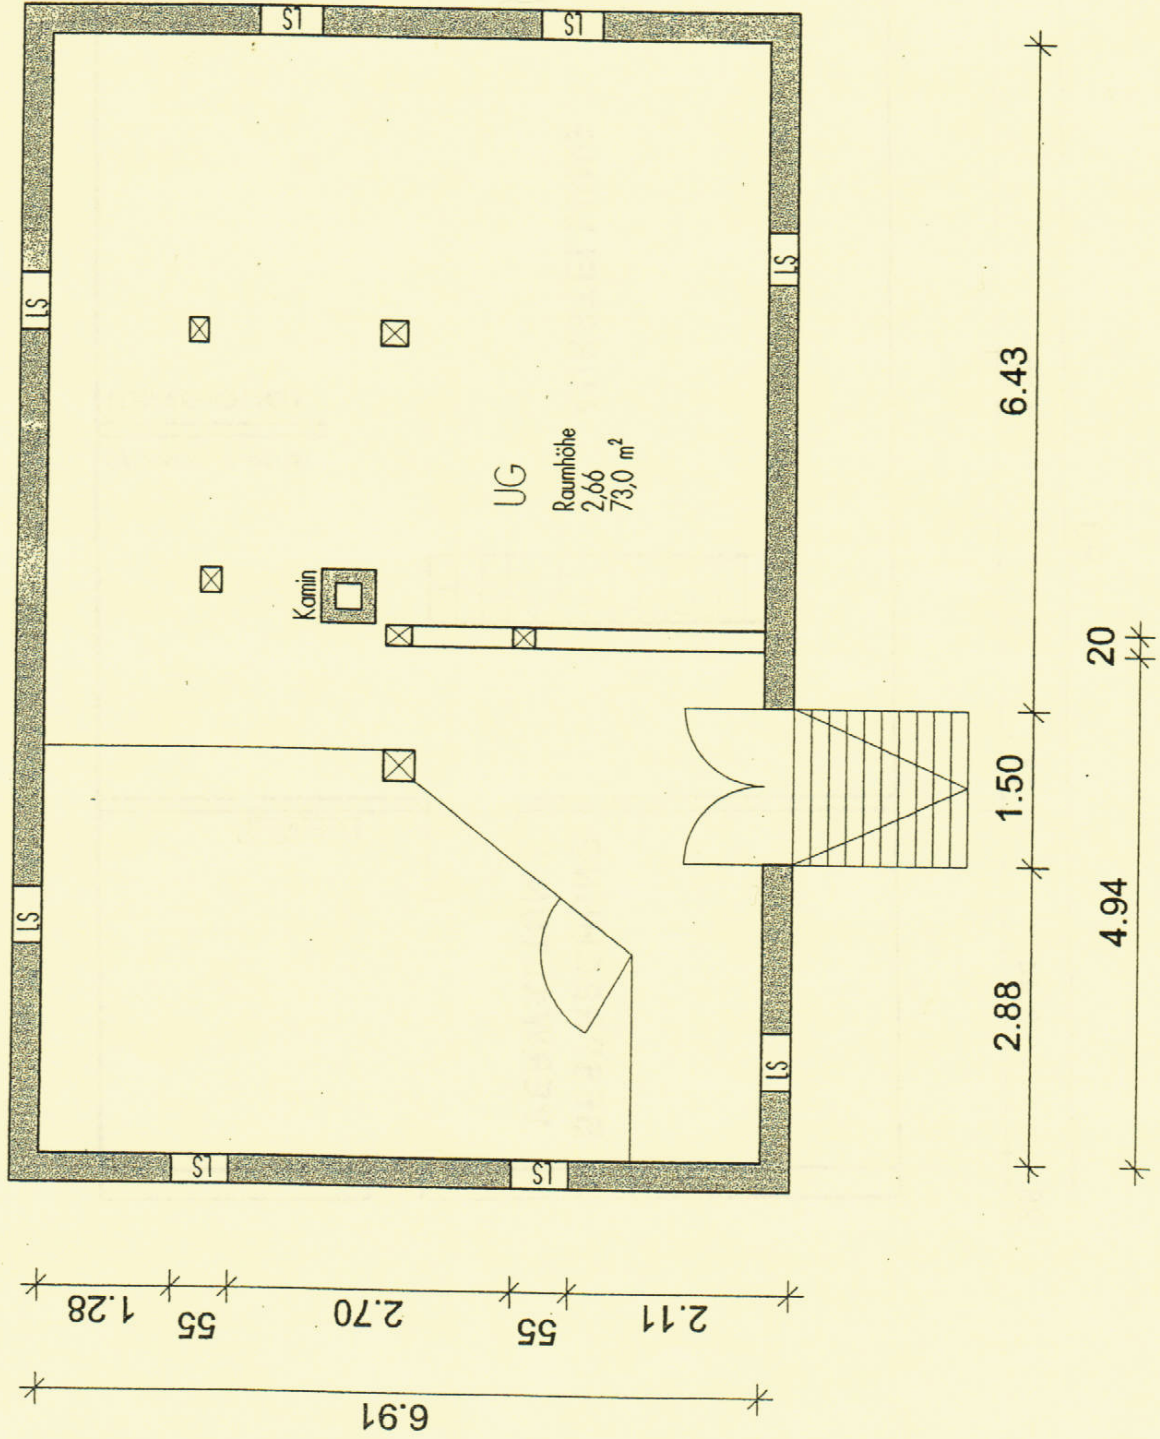 LS
LS
LS
LS
Kamin
UG
Raumhöhe
2,66
73,0 m²
LS
LS
LS
LS
6.43
1.50
2.88
20
4.94
1.28
55
2.70
55
2.11
6.91